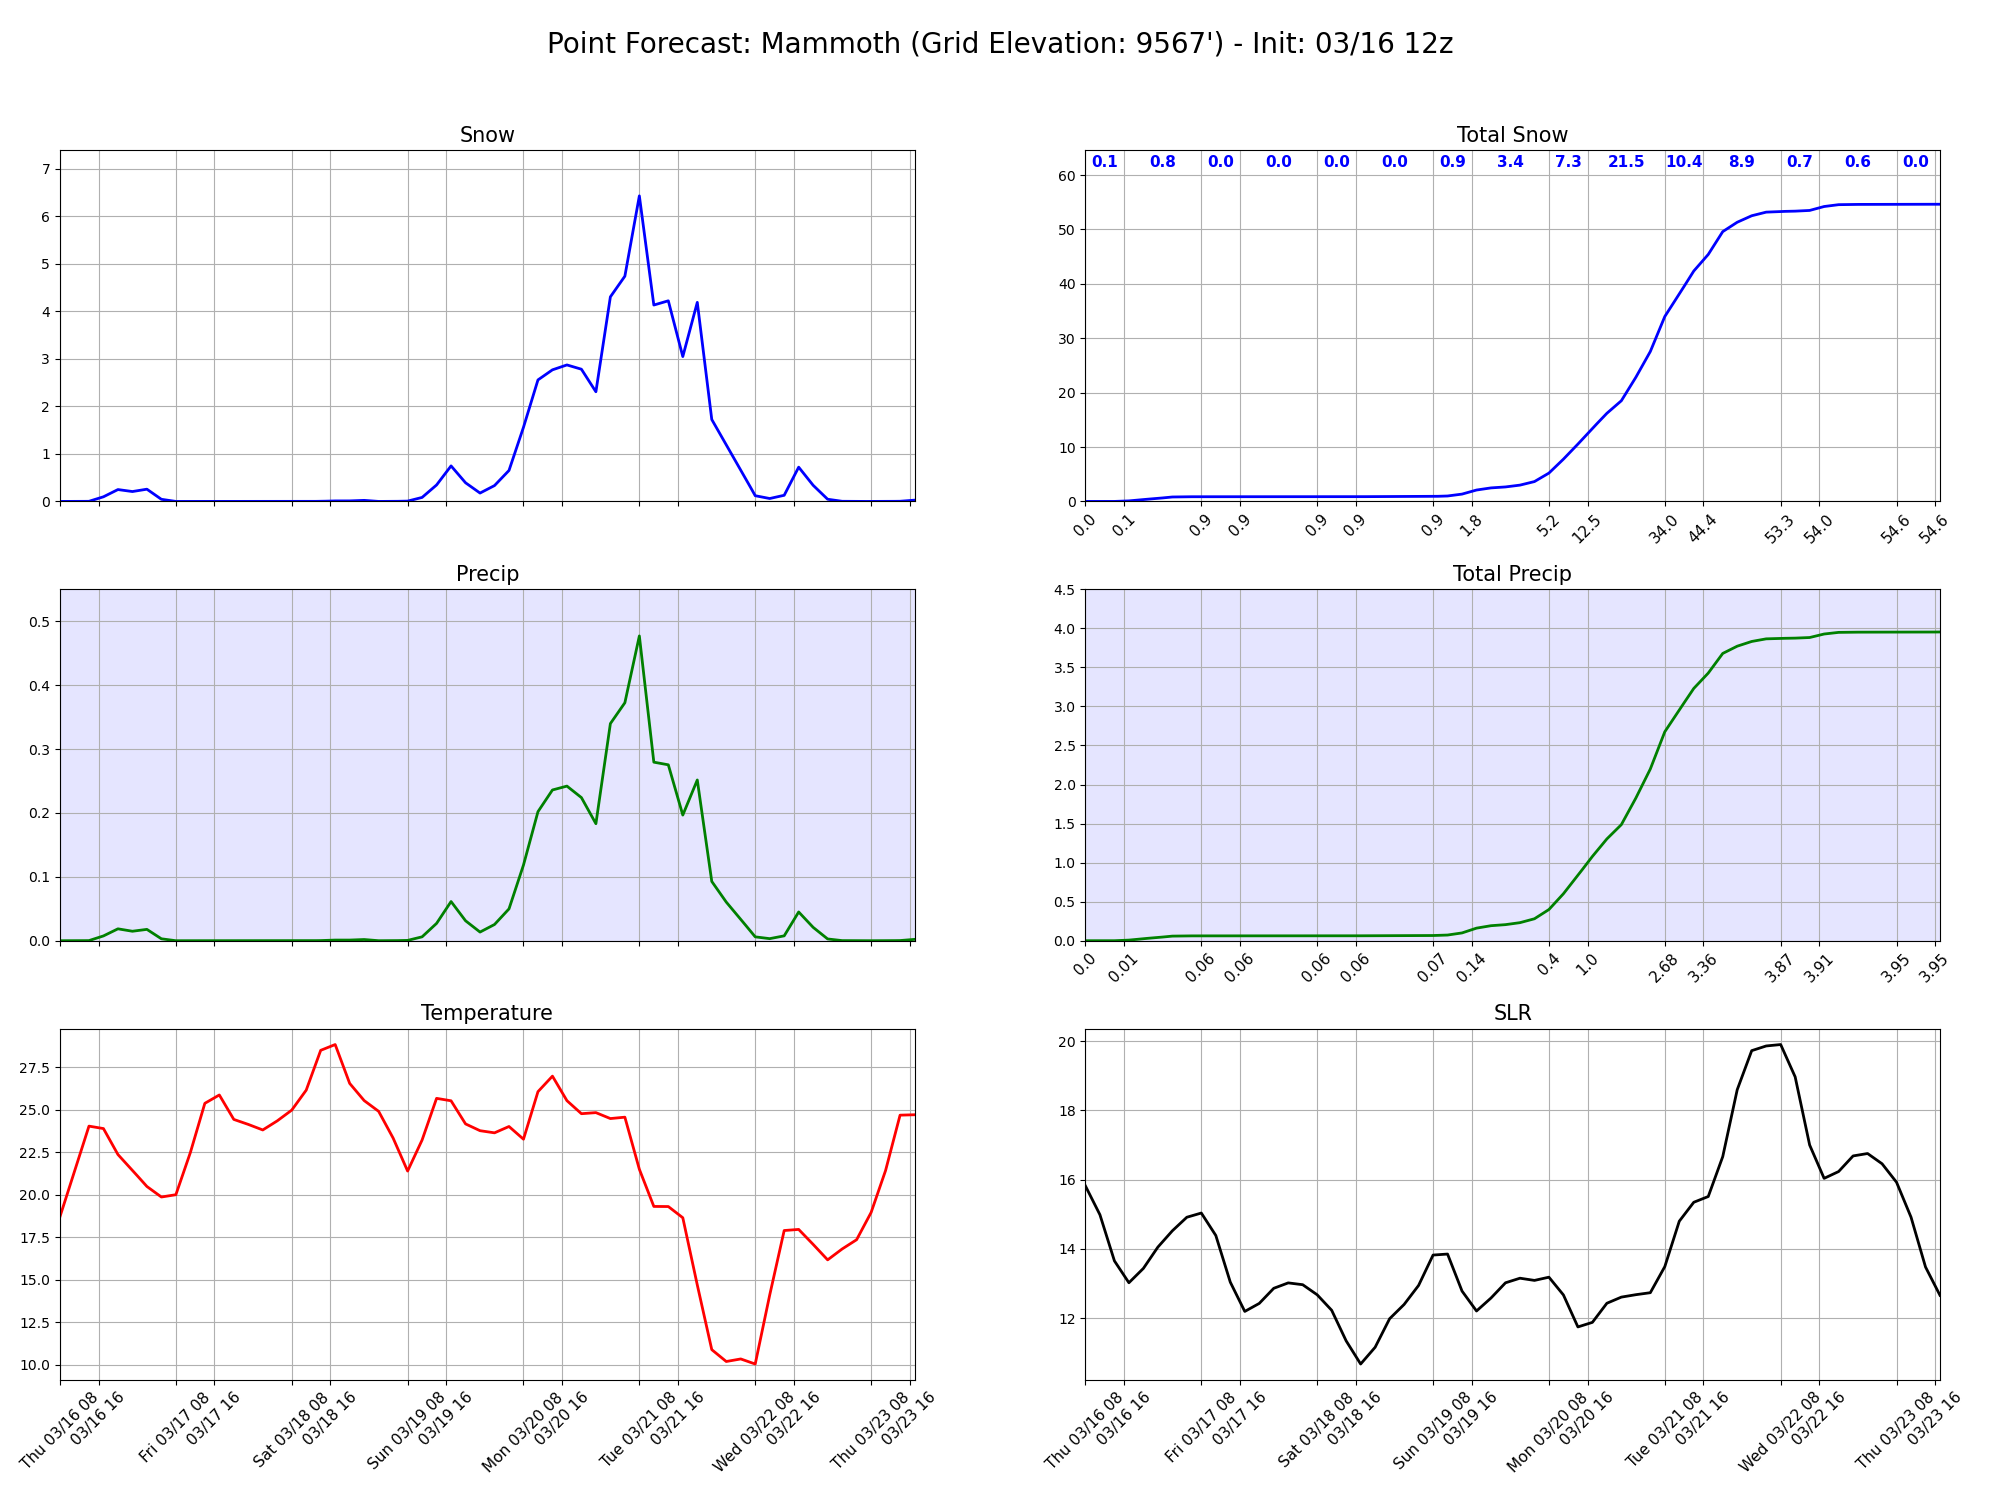 Point Forecast: Mammoth (Grid Elevation: 9567') - Init: 03/16 12z
Snow
7
6
5
4
3
2
1
0
Total Snow
0.1 0.8 0.0 0.0 0.0 0.0 0.9 3.4 7.3 21.5 10.4 8.9 0.7 0.6 0.0
60
50
40
30
20
10
0
0.0 0.1 0.9 0.9 0.9 0.9 0.9 1.8 5.2 12.5 34.0 44.4 53.3 54.0 54.6 54.6
Precip
0.5
0.4
0.3
0.2
0.1
0.0
Total Precip
4.5
4.0
3.5
3.0
2.5
2.0
1.5
1.0
0.5
0.0
0.0 0.01 0.06 0.06 0.06 0.06 0.07 0.14 0.4 1.0 2.68 3.36 3.87 3.91 3.95 3.95
Temperature
27.5
25.0
22.5
20.0
17.5
15.0
12.5
10.0
Thu 03/16 08
03/16 16
Fri 03/17 08
03/17 16
Sat 03/18 08
03/18 16
Sun 03/19 08
03/19 16
Mon 03/20 08
03/20 16
Tue 03/21 08
03/21 16
Wed 03/22 08
03/22 16
Thu 03/23 08
03/23 16
SLR
20
18
16
14
12
Thu 03/16 08
03/16 16
Fri 03/17 08
03/17 16
Sat 03/18 08
03/18 16
Sun 03/19 08
03/19 16
Mon 03/20 08
03/20 16
Tue 03/21 08
03/21 16
Wed 03/22 08
03/22 16
Thu 03/23 08
03/23 16